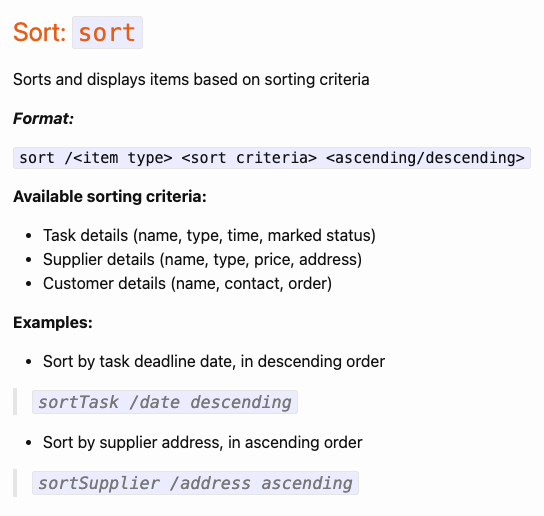 Sort: sort
Sorts and displays items based on sorting criteria
Format:
sort /<item type> <sort criteria> <ascending/descending>
Available sorting criteria:
• Task details (name, type, time, marked status)
• Supplier details (name, type, price, address)
• Customer details (name, contact, order)
Examples:
• Sort by task deadline date, in descending order
sortTask /date descending
• Sort by supplier address, in ascending order
sortSupplier /address ascending